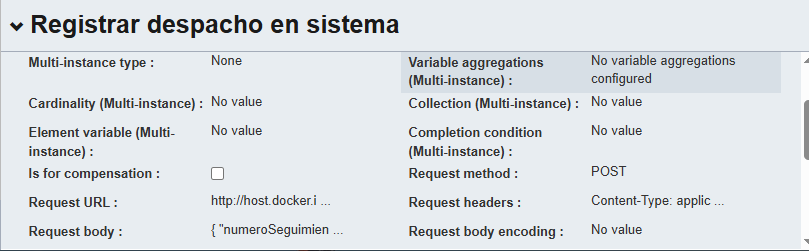 Registrar despacho en sistema
Multi-instance type : None
Variable aggregations (Multi-instance) : No variable aggregations configured
Cardinality (Multi-instance) : No value
Collection (Multi-instance) : No value
Element variable (Multi-instance) : No value
Completion condition (Multi-instance) : No value
Is for compensation :
Request method : POST
Request URL : http://host.docker.i ...
Request headers : Content-Type: applic ...
Request body : { "numeroSeguimien ...
Request body encoding : No value